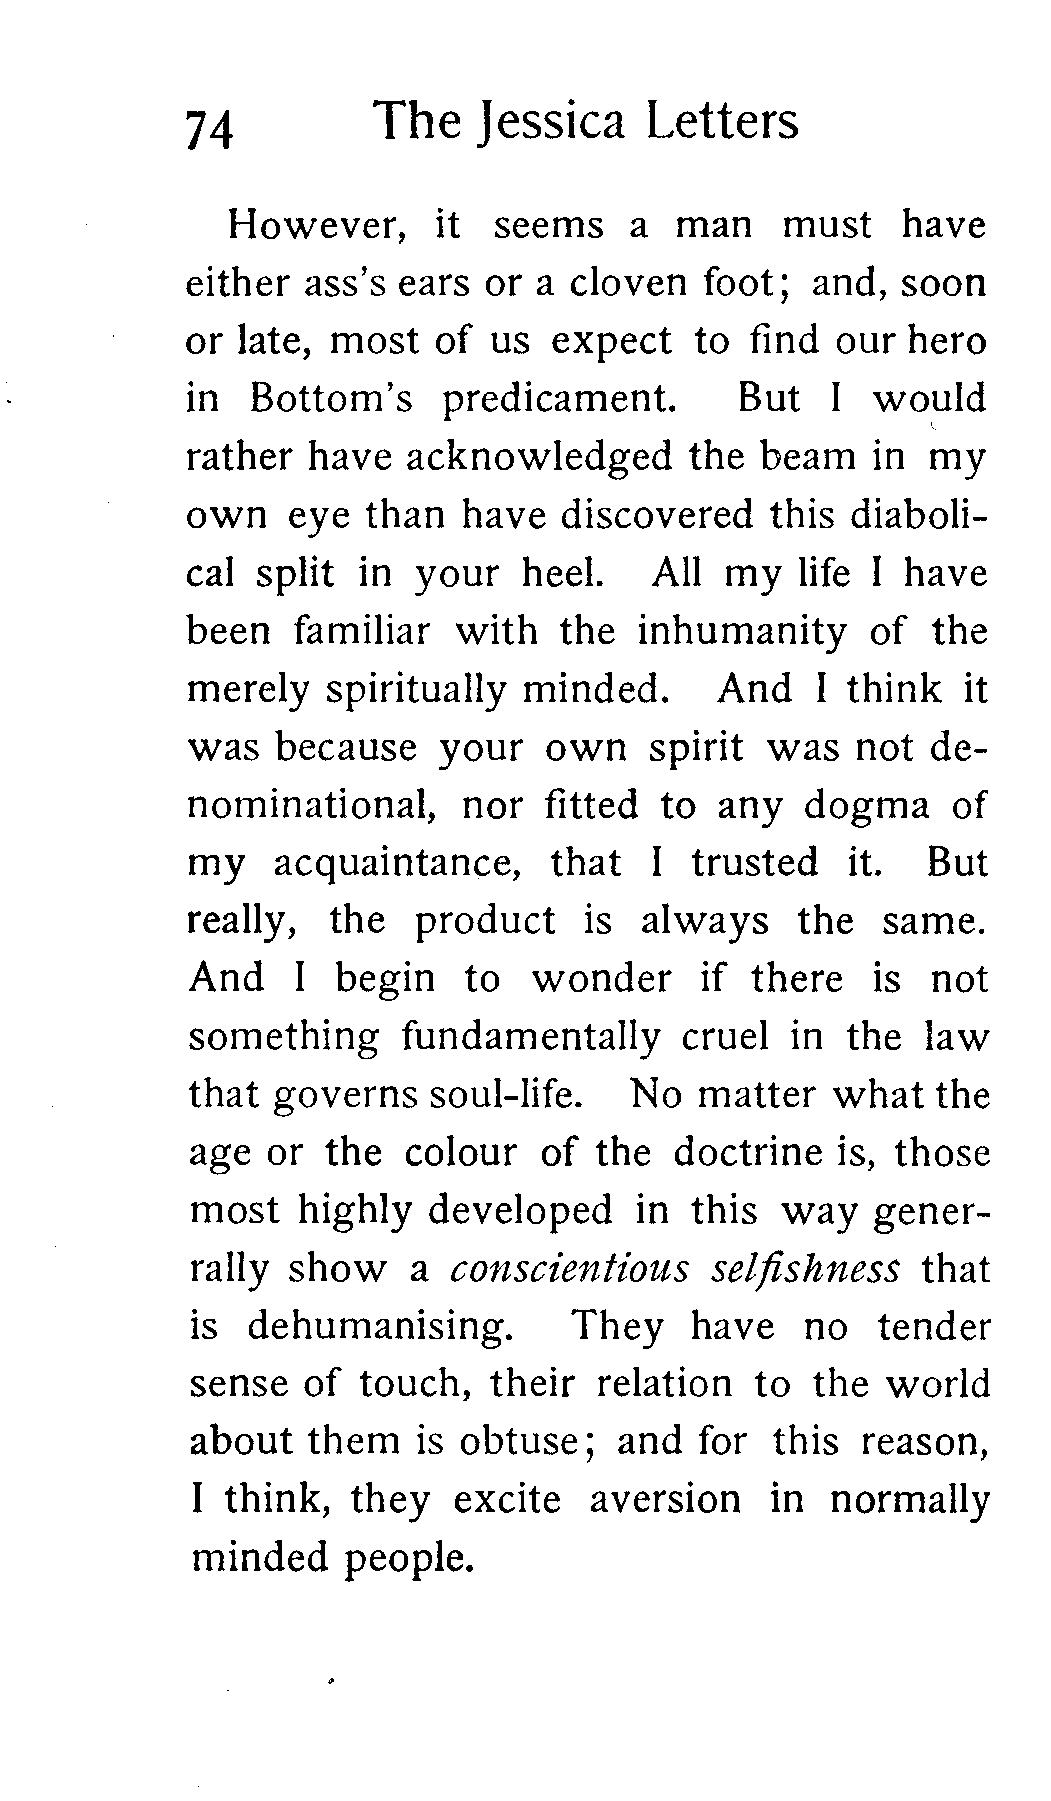 74 The Jessica Letters
However, it seems a man must have
either ass's ears or a cloven foot; and, soon
or late, most of us expect to find our hero
in Bottom's predicament. But I would
rather have acknowledged the beam in my
own eye than have discovered this diaboli-
cal split in your heel. All my life I have
been familiar with the inhumanity of the
merely spiritually minded. And I think it
was because your own spirit was not de-
nominational, nor fitted to any dogma of
my acquaintance, that I trusted it. But
really, the product is always the same.
And I begin to wonder if there is not
something fundamentally cruel in the law
that governs soul-life. No matter what the
age or the colour of the doctrine is, those
most highly developed in this way gener-
rally show a conscientious selfishness that
is dehumanising. They have no tender
sense of touch, their relation to the world
about them is obtuse; and for this reason,
I think, they excite aversion in normally
minded people.